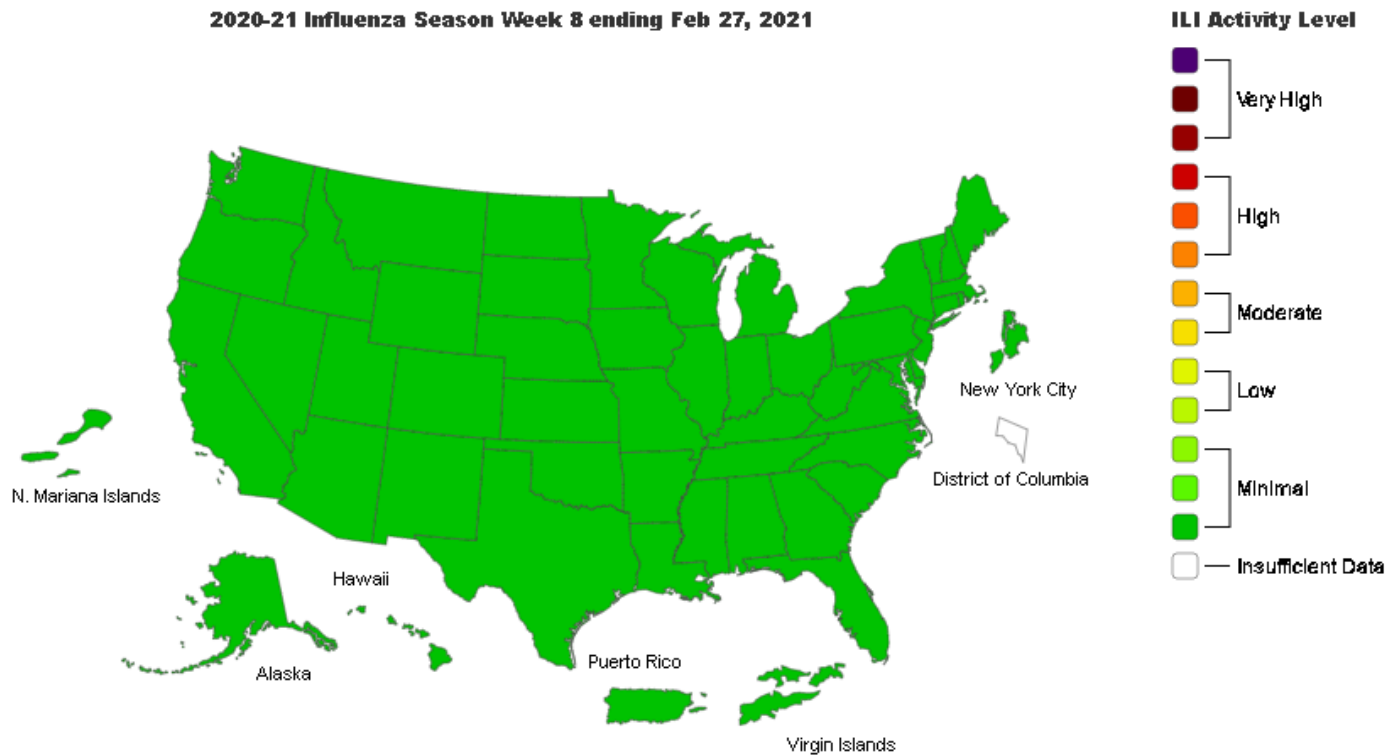 2020-21 Influenza Season Week 8 ending Feb 27, 2021
ILI Activity Level
Very High
High
Moderate
Low
Minimal
Insufficient Data
New York City
District of Columbia
N. Mariana Islands
Hawaii
Alaska
Puerto Rico
Virgin Islands